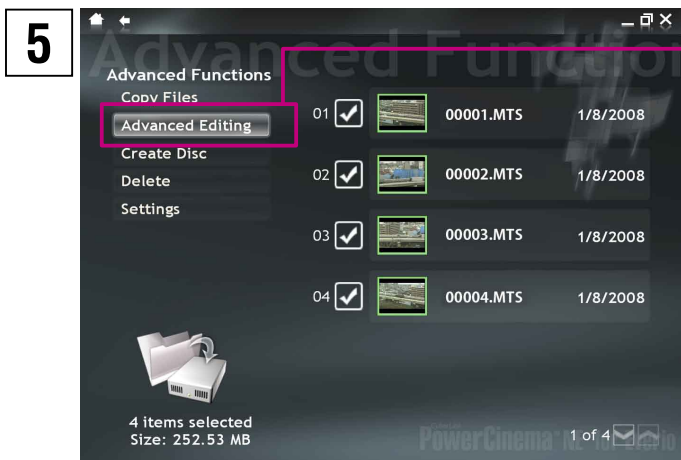 5
Advanced Functions
Advanced Functions
Copy Files
Advanced Editing
Create Disc
Delete
Settings
01 00001.MTS 1/8/2008
02 00002.MTS 1/8/2008
03 00003.MTS 1/8/2008
04 00004.MTS 1/8/2008
4 items selected
Size: 252.53 MB
PowerCinema
1 of 4